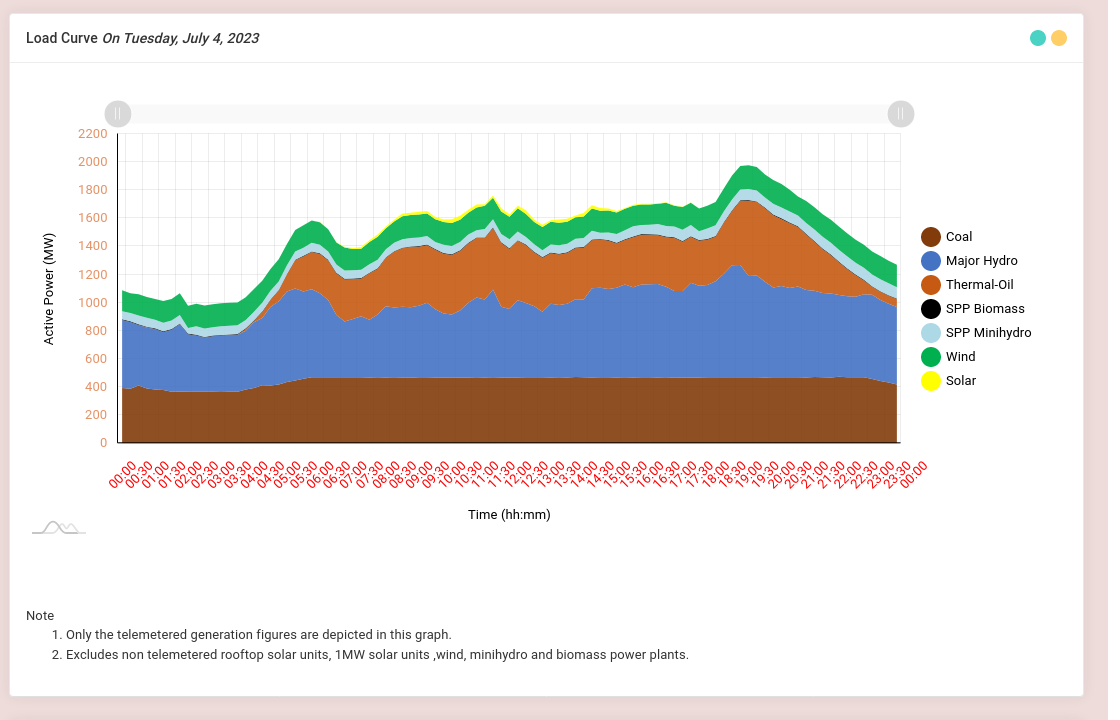 Load Curve On Tuesday, July 4, 2023
2200
2000
1800
1600
1400
1200
1000
800
600
400
200
0
Active Power (MW)
00:00 00:30 01:00 01:30 02:00 02:30 03:00 03:30 04:00 04:30 05:00 05:30 06:00 06:30 07:00 07:30 08:00 08:30 09:00 09:30 10:00 10:30 11:00 11:30 12:00 12:30 13:00 13:30 14:00 14:30 15:00 15:30 16:00 16:30 17:00 17:30 18:00 18:30 19:00 19:30 20:00 20:30 21:00 21:30 22:00 22:30 23:00 23:30 00:00
Time (hh:mm)
Coal
Major Hydro
Thermal-Oil
SPP Biomass
SPP Minihydro
Wind
Solar
Note
1. Only the telemetered generation figures are depicted in this graph.
2. Excludes non telemetered rooftop solar units, 1MW solar units ,wind, minihydro and biomass power plants.